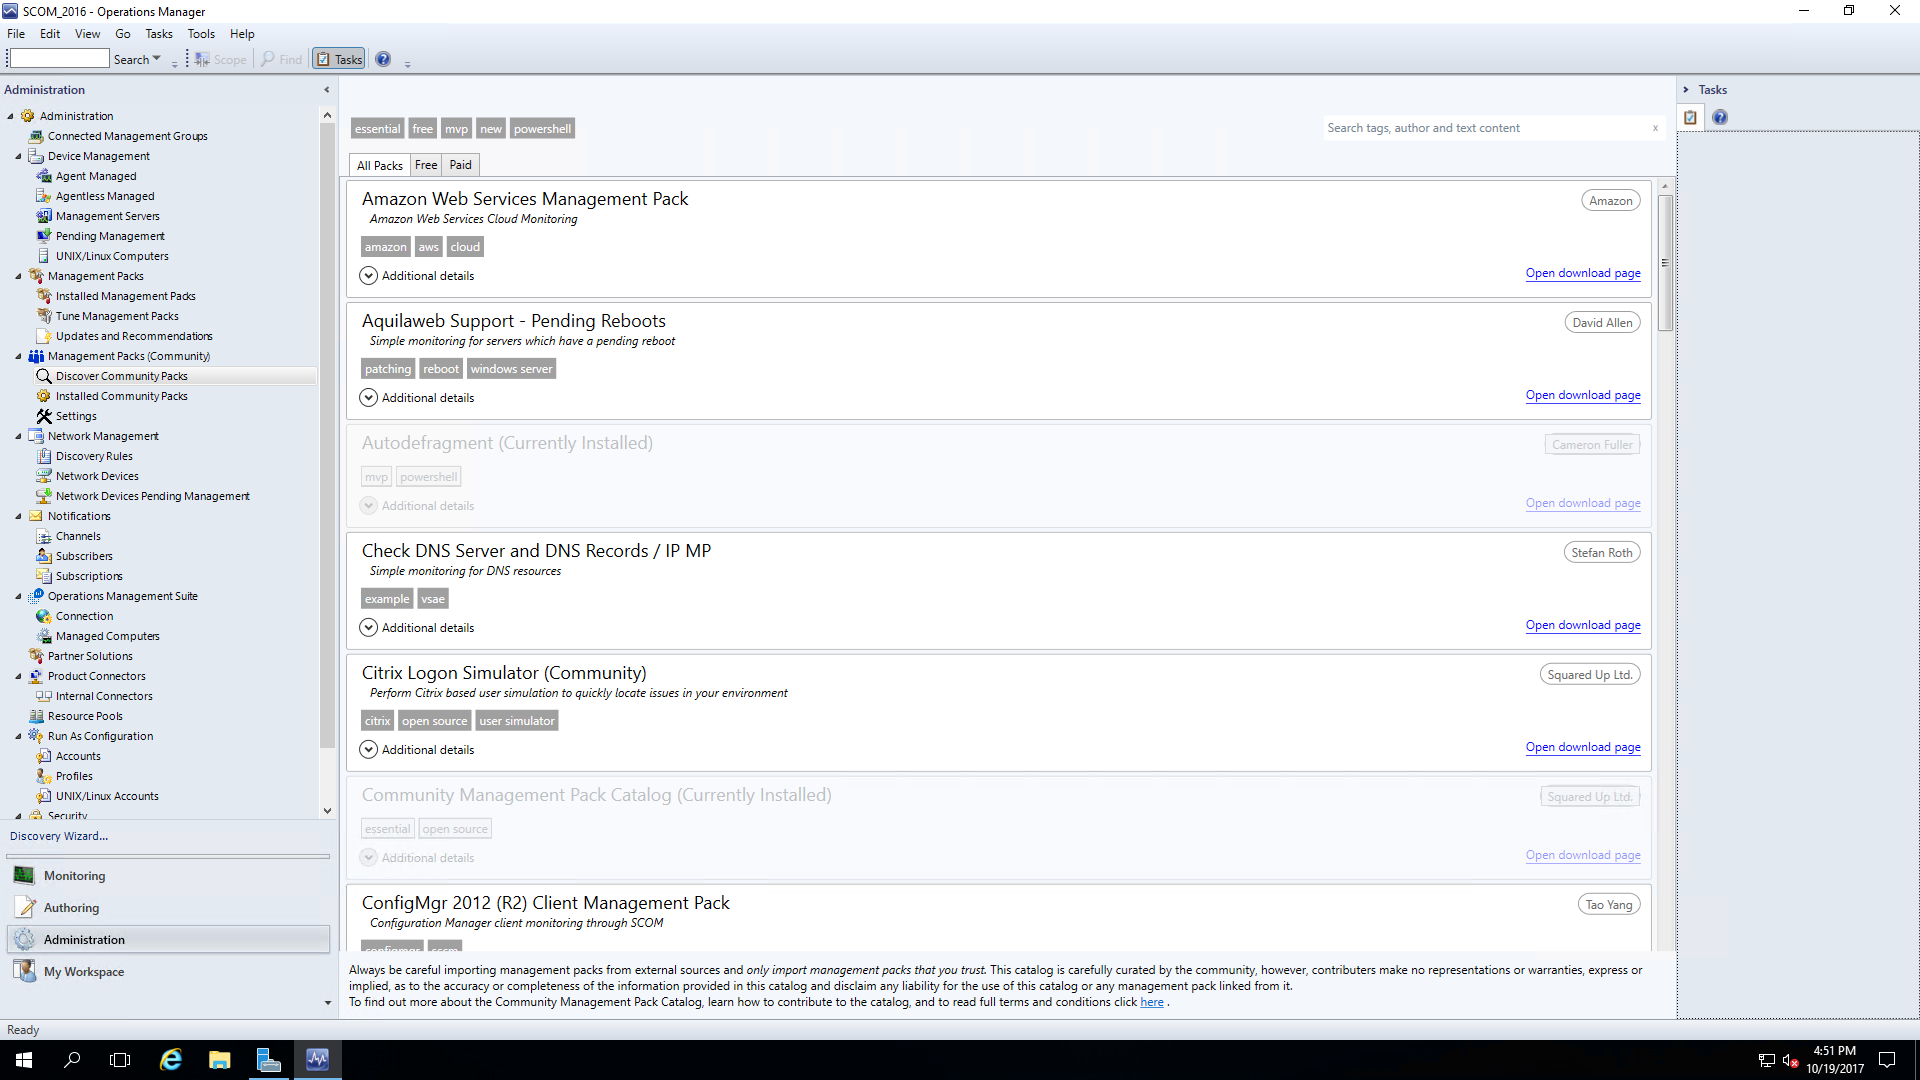 SCOM_2016 - Operations Manager
File Edit View Go Tasks Tools Help
Search Scope Find Tasks
Administration
Administration
Connected Management Groups
Device Management
Agent Managed
Agentless Managed
Management Servers
Pending Management
UNIX/Linux Computers
Management Packs
Installed Management Packs
Tune Management Packs
Updates and Recommendations
Management Packs (Community)
Discover Community Packs
Installed Community Packs
Settings
Network Management
Discovery Rules
Network Devices
Network Devices Pending Management
Notifications
Channels
Subscribers
Subscriptions
Operations Management Suite
Connection
Managed Computers
Partner Solutions
Product Connectors
Internal Connectors
Resource Pools
Run As Configuration
Accounts
Profiles
UNIX/Linux Accounts
Security
Discovery Wizard...
Monitoring
Authoring
Administration
My Workspace
essential free mvp new powershell
Search tags, author and text content x
All Packs Free Paid
Amazon Web Services Management Pack Amazon
Amazon Web Services Cloud Monitoring
amazon aws cloud
Additional details Open download page
Aquilaweb Support - Pending Reboots David Allen
Simple monitoring for servers which have a pending reboot
patching reboot windows server
Additional details Open download page
Autodefragment (Currently Installed) Cameron Fuller
mvp powershell
Additional details Open download page
Check DNS Server and DNS Records / IP MP Stefan Roth
Simple monitoring for DNS resources
example vsae
Additional details Open download page
Citrix Logon Simulator (Community) Squared Up Ltd.
Perform Citrix based user simulation to quickly locate issues in your environment
citrix open source user simulator
Additional details Open download page
Community Management Pack Catalog (Currently Installed) Squared Up Ltd.
essential open source
Additional details Open download page
ConfigMgr 2012 (R2) Client Management Pack Tao Yang
Configuration Manager client monitoring through SCOM
configmgr sccm
Always be careful importing management packs from external sources and only import management packs that you trust. This catalog is carefully curated by the community, however, contributers make no representations or warranties, express or
implied, as to the accuracy or completeness of the information provided in this catalog and disclaim any liability for the use of this catalog or any management pack linked from it.
To find out more about the Community Management Pack Catalog, learn how to contribute to the catalog, and to read full terms and conditions click here .
Tasks
Ready
4:51 PM
10/19/2017